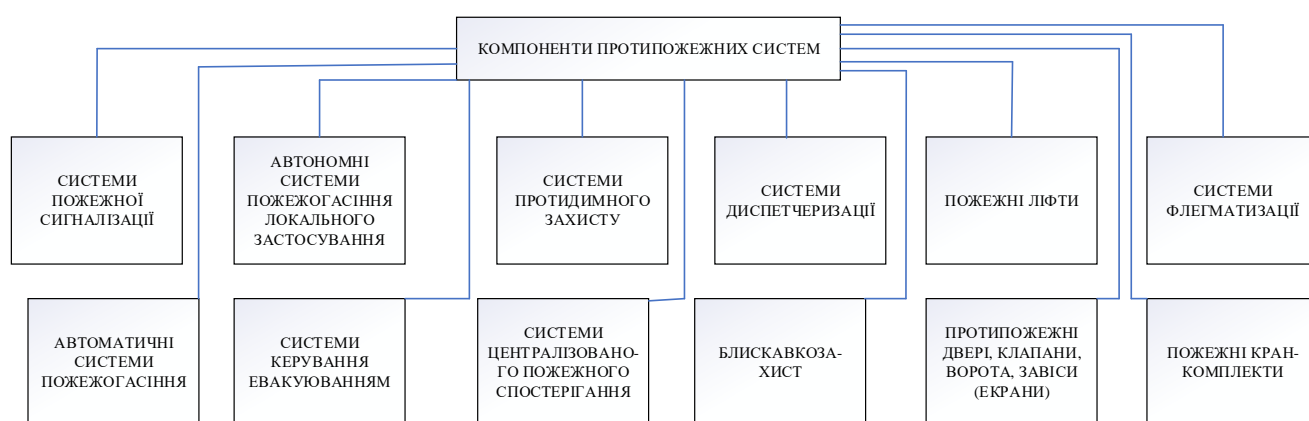 КОМПОНЕНТИ ПРОТИПОЖЕЖНИХ СИСТЕМ
СИСТЕМИ
ПОЖЕЖНОЇ
СИГНАЛІЗАЦІЇ
АВТОНОМНІ
СИСТЕМИ
ПОЖЕЖОГАСІННЯ
ЛОКАЛЬНОГО
ЗАСТОСУВАННЯ
СИСТЕМИ
ПРОТИДИМНОГО
ЗАХИСТУ
СИСТЕМИ
ДИСПЕТЧЕРИЗАЦІЇ
ПОЖЕЖНІ ЛІФТИ
СИСТЕМИ
ФЛЕГМАТИЗАЦІЇ
АВТОМАТИЧНІ
СИСТЕМИ
ПОЖЕЖОГАСІННЯ
СИСТЕМИ
КЕРУВАННЯ
ЕВАКУЮВАННЯМ
СИСТЕМИ
ЦЕНТРАЛІЗОВАНО-
ГО ПОЖЕЖНОГО
СПОСТЕРІГАННЯ
БЛИСКАВКОЗА-
ХИСТ
ПРОТИПОЖЕЖНІ
ДВЕРІ, КЛАПАНИ,
ВОРОТА, ЗАВІСИ
(ЕКРАНИ)
ПОЖЕЖНІ КРАН-
КОМПЛЕКТИ